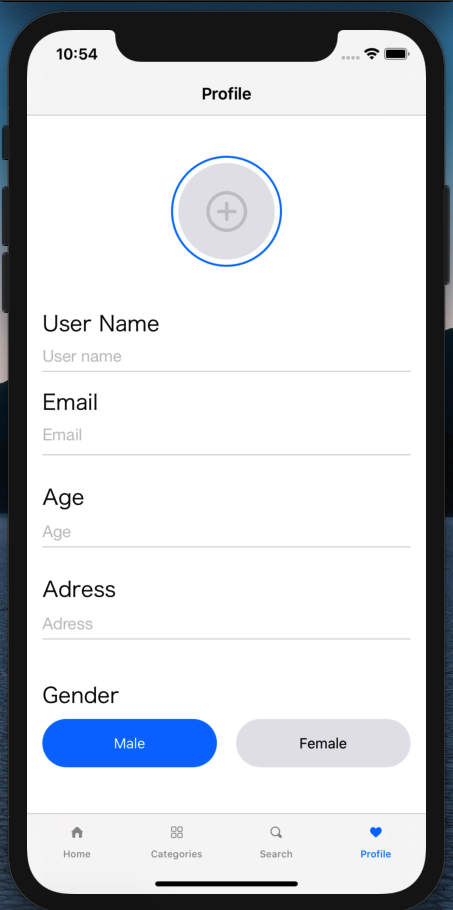 10:54
Profile
User Name
User name
Email
Email
Age
Age
Adress
Adress
Gender
Male Female
Home Categories Search Profile